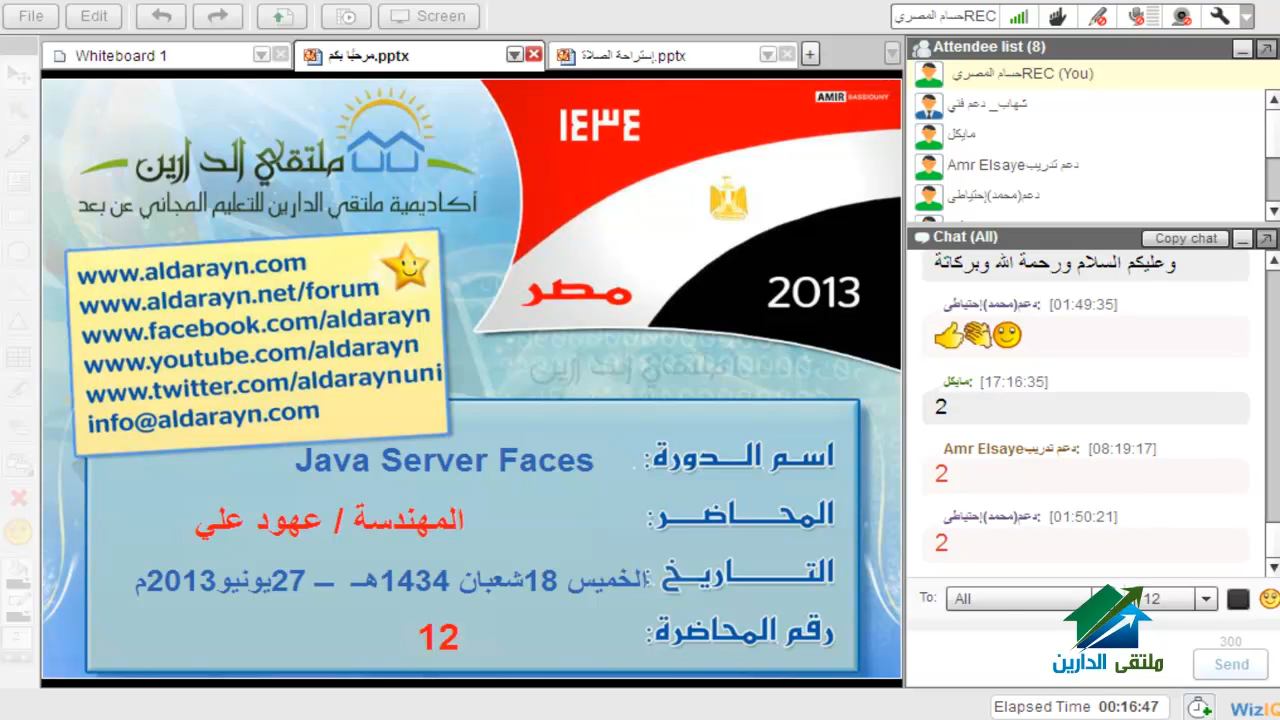 File
Edit
Screen
RECحسام المصري
Whiteboard 1
مرحبًا بكم.pptx
إستراحة الصلاة.pptx
+
Attendee list (8)
RECحسام المصري (You)
شهاب_ دعم فني
مايكل
Amr Elsayeدعم تدريب
دعم(محمد)إحتياطى
Chat (All)
Copy chat
وعليكم السلام ورحمة الله وبركاتة
دعم(محمد)إحتياطى: [01:49:35]
مايكل: [17:16:35]
2
Amr Elsayeدعم تدريب: [08:19:17]
2
دعم(محمد)إحتياطى: [01:50:21]
2
To:
All
12
300
Send
ملتقى الدارين
Elapsed Time 00:16:47
WizIQ
ملتقي الدارين
أكاديمية ملتقي الدارين للتعليم المجاني عن بعد
١٤٣٤
AMIR BASSIOUNY
مصر
2013
www.aldarayn.com
www.aldarayn.net/forum
www.facebook.com/aldarayn
www.youtube.com/aldarayn
www.twitter.com/aldaraynuni
info@aldarayn.com
اسم الدورة: Java Server Faces
المحاضر: المهندسة / عهود علي
التاريخ: الخميس 18شعبان 1434هـ – 27يونيو2013م
رقم المحاضرة: 12